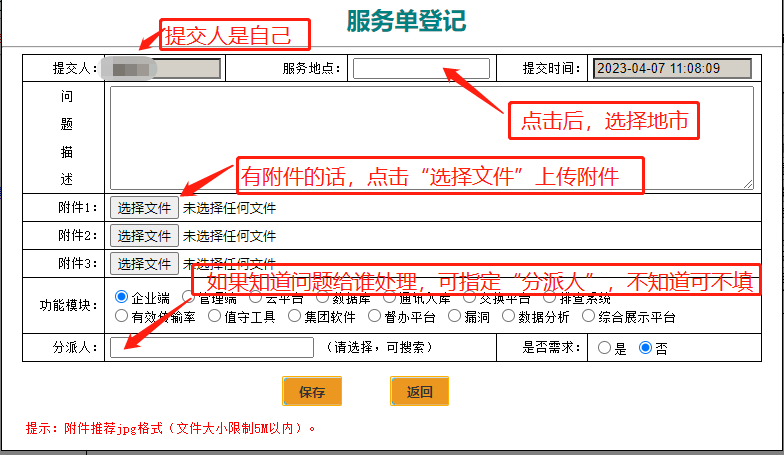 服务单登记
提交人是自己
提交人：
服务地点：
提交时间：
2023-04-07 11:08:09
问
题
描
述
点击后，选择地市
有附件的话，点击“选择文件”上传附件
附件1： 选择文件 未选择任何文件
附件2： 选择文件 未选择任何文件
附件3： 选择文件 未选择任何文件
如果知道问题给谁处理，可指定“分派人”，不知道可不填
功能模块：
企业端 管理端 云平台 数据库 通讯入库 交换平台 排查系统
有效传输率 值守工具 集团软件 督办平台 漏洞 数据分析 综合展示平台
分派人： （请选择，可搜索） 是否需求： 是 否
保存 返回
提示：附件推荐jpg格式（文件大小限制5M以内）。